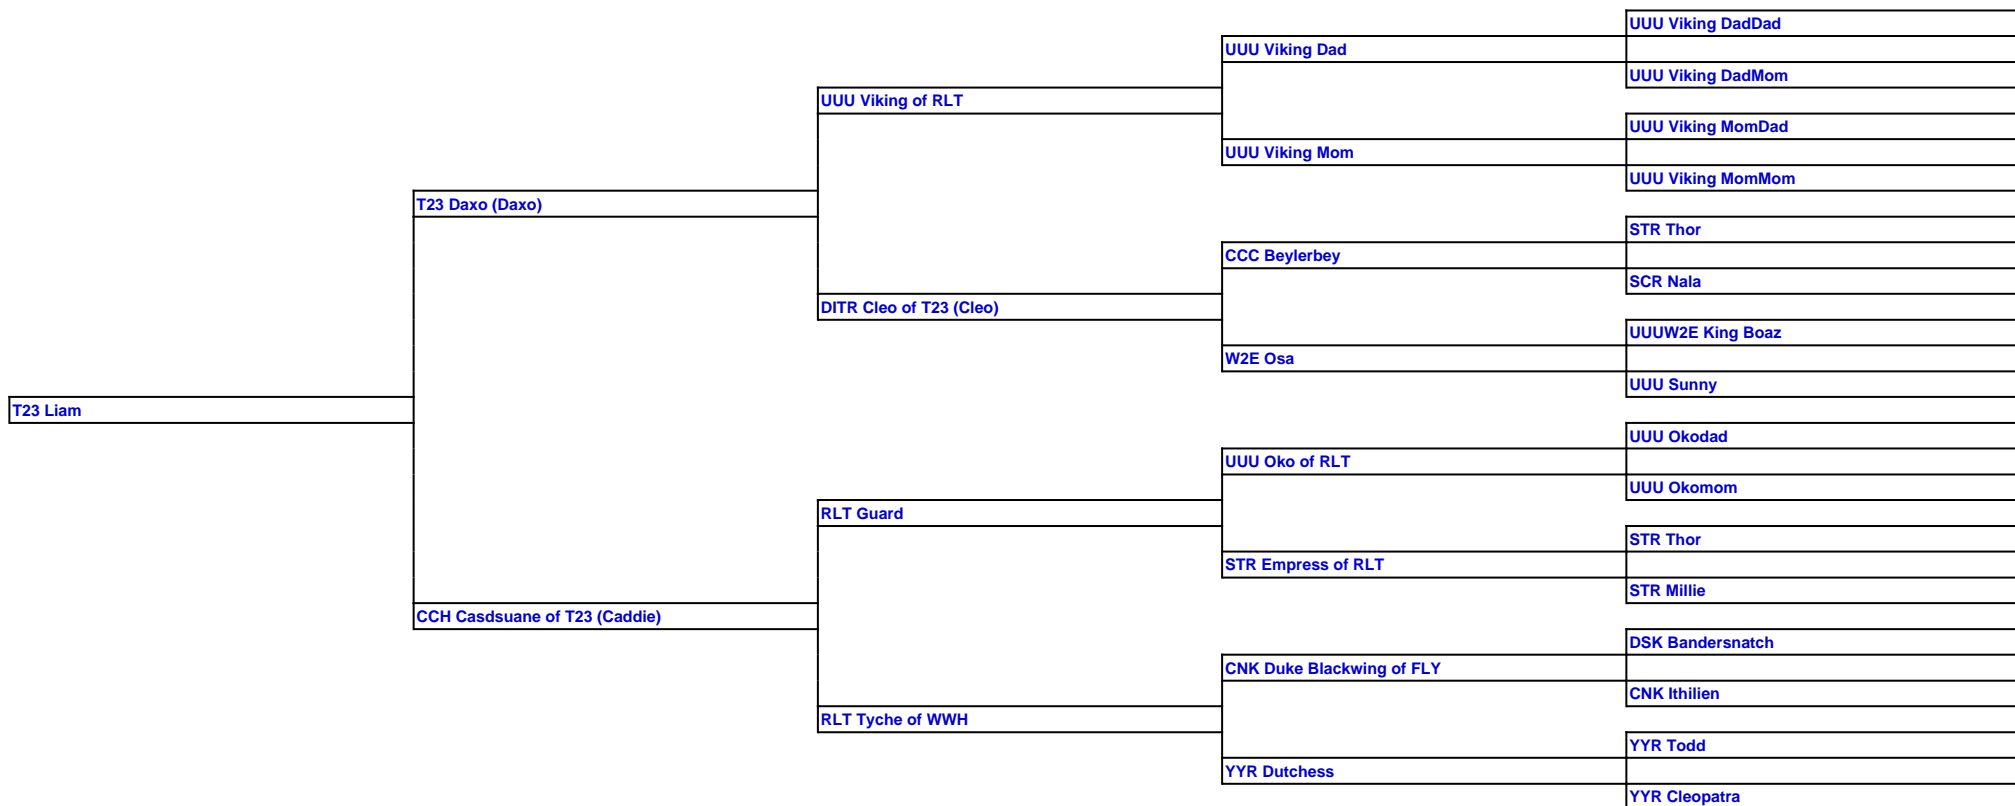 UUU Viking DadDad
UUU Viking Dad
UUU Viking DadMom
UUU Viking of RLT
UUU Viking MomDad
UUU Viking Mom
UUU Viking MomMom
T23 Daxo (Daxo)
STR Thor
CCC Beylerbey
SCR Nala
DITR Cleo of T23 (Cleo)
UUUW2E King Boaz
W2E Osa
UUU Sunny
T23 Liam
UUU Okodad
UUU Oko of RLT
UUU Okomom
RLT Guard
STR Thor
STR Empress of RLT
STR Millie
CCH Casdsuane of T23 (Caddie)
DSK Bandersnatch
CNK Duke Blackwing of FLY
CNK Ithilien
RLT Tyche of WWH
YYR Todd
YYR Dutchess
YYR Cleopatra